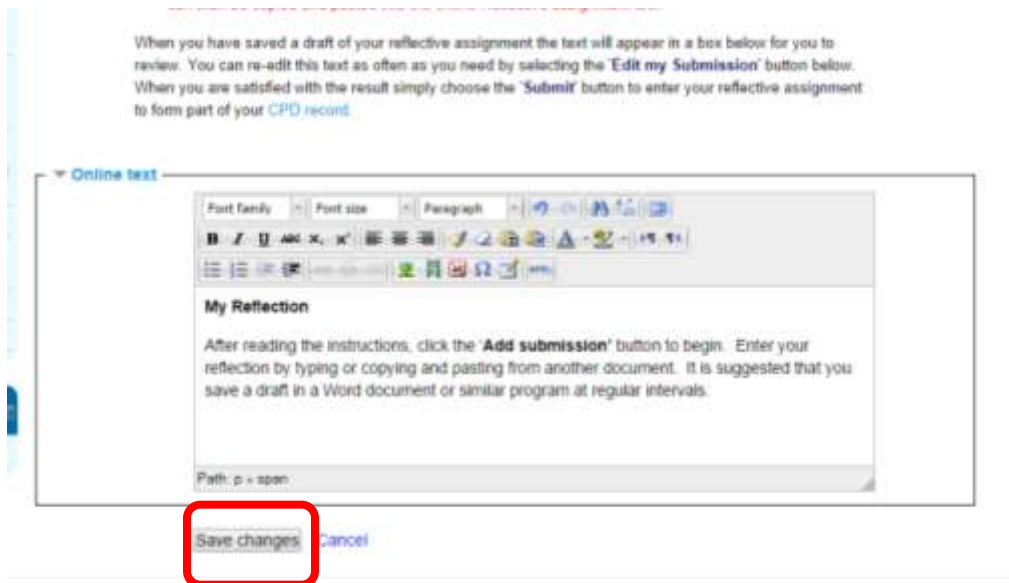 When you have saved a draft of your reflective assignment the text will appear in a box below for you to
review. You can re-edit this text as often as you need by selecting the 'Edit my Submission' button below.
When you are satisfied with the result simply choose the 'Submit' button to enter your reflective assignment
to form part of your CPD record.
Online text
Font family Font size Paragraph
B I U ABC
My Reflection
After reading the instructions, click the 'Add submission' button to begin. Enter your
reflection by typing or copying and pasting from another document. It is suggested that you
save a draft in a Word document or similar program at regular intervals.
Path: p » span
Save changes Cancel